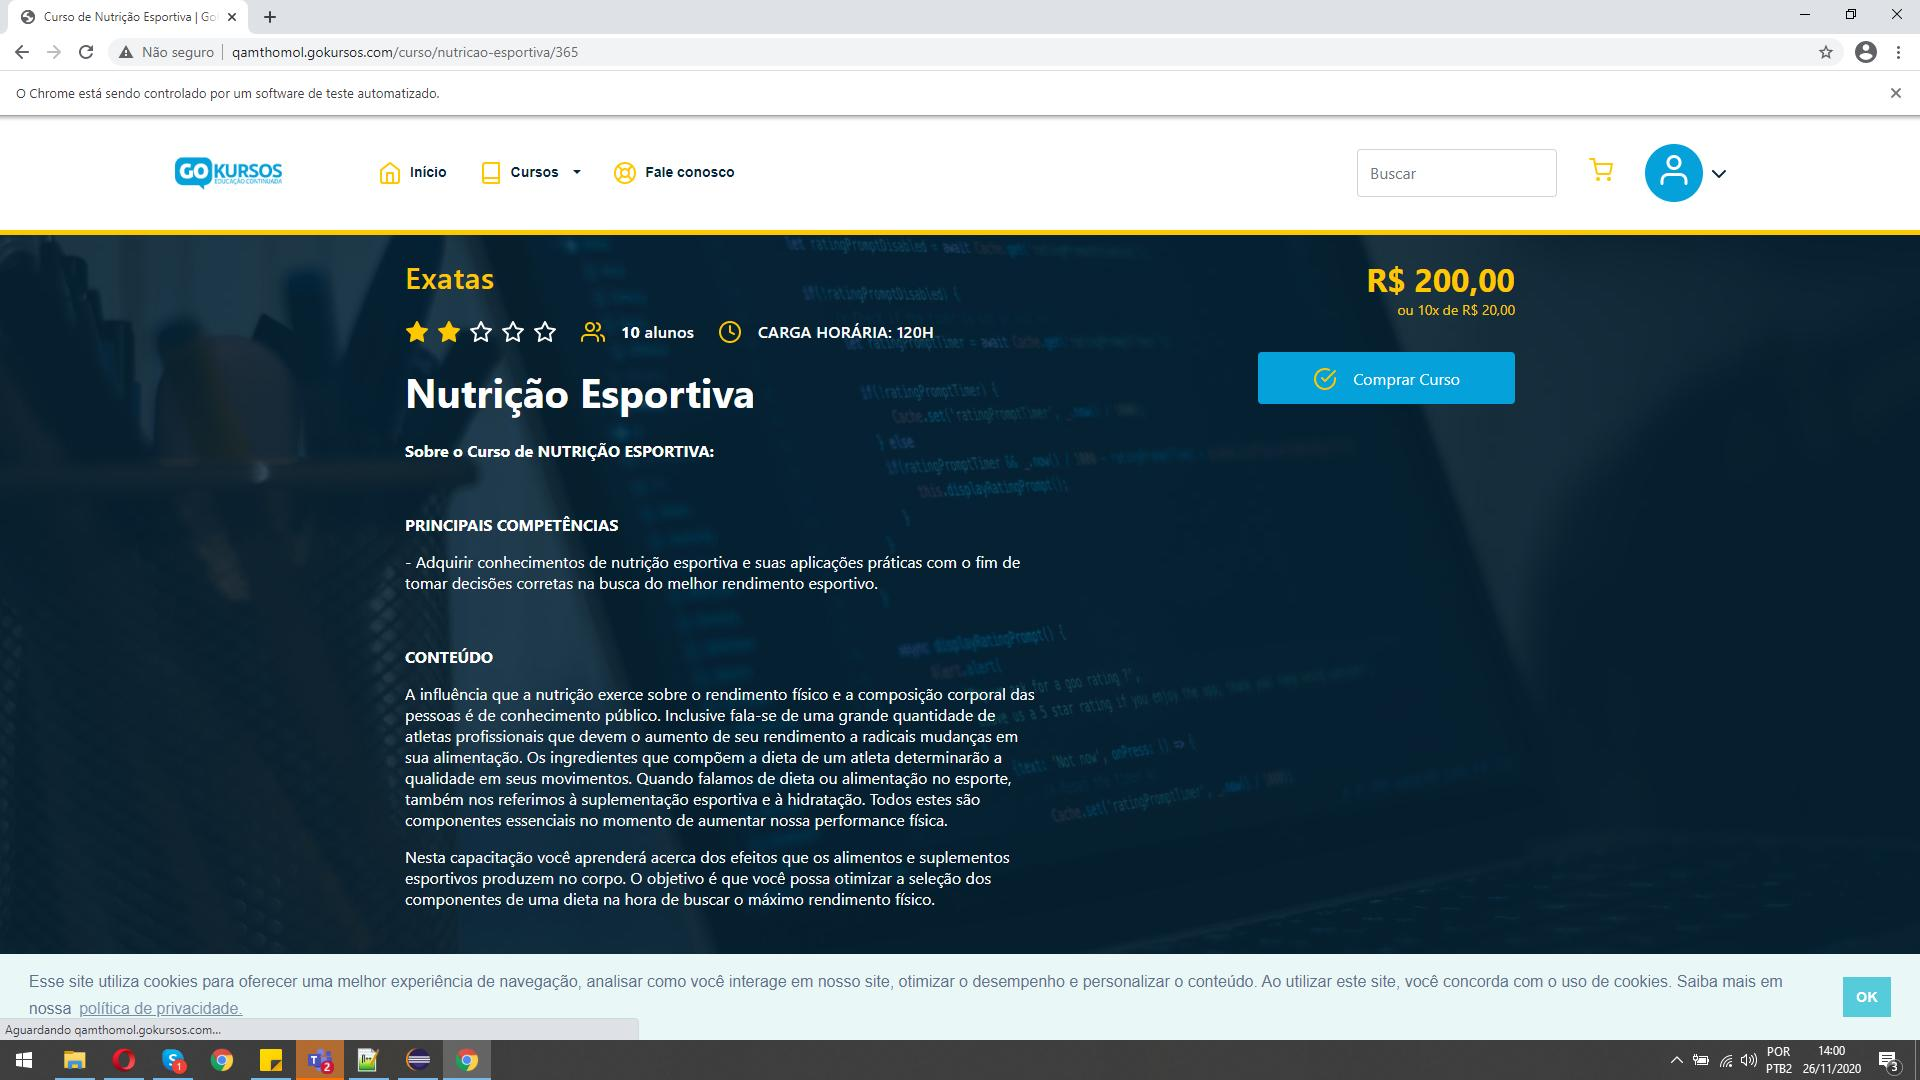 Curso de Nutrição Esportiva | Go
Não seguro
qamthomol.gokursos.com/curso/nutricao-esportiva/365
O Chrome está sendo controlado por um software de teste automatizado.
GO KURSOS
EDUCAÇÃO CONTINUADA
Início
Cursos
Fale conosco
Buscar
Exatas
R$ 200,00
ou 10x de R$ 20,00
10 alunos
CARGA HORÁRIA: 120H
Comprar Curso
Nutrição Esportiva
Sobre o Curso de NUTRIÇÃO ESPORTIVA:
PRINCIPAIS COMPETÊNCIAS
- Adquirir conhecimentos de nutrição esportiva e suas aplicações práticas com o fim de
tomar decisões corretas na busca do melhor rendimento esportivo.
CONTEÚDO
A influência que a nutrição exerce sobre o rendimento físico e a composição corporal das
pessoas é de conhecimento público. Inclusive fala-se de uma grande quantidade de
atletas profissionais que devem o aumento de seu rendimento a radicais mudanças em
sua alimentação. Os ingredientes que compõem a dieta de um atleta determinarão a
qualidade em seus movimentos. Quando falamos de dieta ou alimentação no esporte,
também nos referimos à suplementação esportiva e à hidratação. Todos estes são
componentes essenciais no momento de aumentar nossa performance física.
Nesta capacitação você aprenderá acerca dos efeitos que os alimentos e suplementos
esportivos produzem no corpo. O objetivo é que você possa otimizar a seleção dos
componentes de uma dieta na hora de buscar o máximo rendimento físico.
Esse site utiliza cookies para oferecer uma melhor experiência de navegação, analisar como você interage em nosso site, otimizar o desempenho e personalizar o conteúdo. Ao utilizar este site, você concorda com o uso de cookies. Saiba mais em
nossa política de privacidade.
OK
Aguardando qamthomol.gokursos.com...
POR
PTB2
14:00
26/11/2020